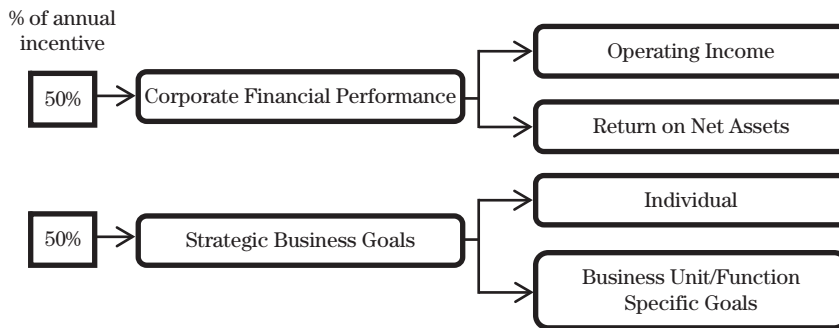 % of annual
incentive
50%
Corporate Financial Performance
Operating Income
Return on Net Assets
50%
Strategic Business Goals
Individual
Business Unit/Function
Specific Goals